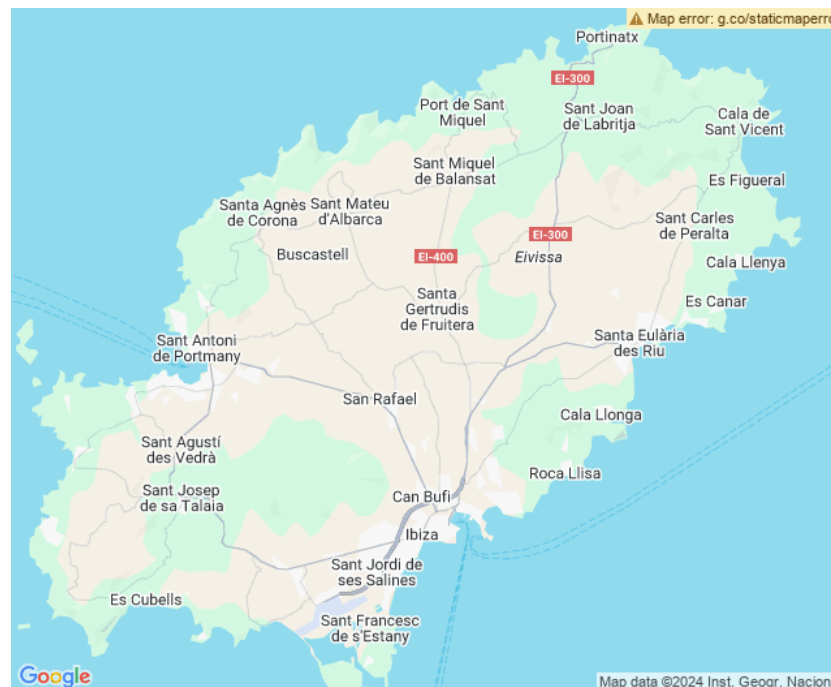 Map error: g.co/staticmaperro
Portinatx
EI-300
Port de Sant
Miquel
Sant Joan
de Labritja
Cala de
Sant Vicent
Sant Miquel
de Balansat
Es Figueral
Santa Agnès
de Corona
Sant Mateu
d'Albarca
Sant Carles
de Peralta
EI-300
Buscastell
EI-400
Eivissa
Cala Llenya
Santa
Gertrudis
de Fruitera
Es Canar
Sant Antoni
de Portmany
Santa Eulària
des Riu
San Rafael
Cala Llonga
Sant Agustí
des Vedrà
Roca Llisa
Sant Josep
de sa Talaia
Can Bufi
Ibiza
Sant Jordi de
ses Salines
Es Cubells
Sant Francesc
de s'Estany
Google
Map data ©2024 Inst. Geogr. Nacion